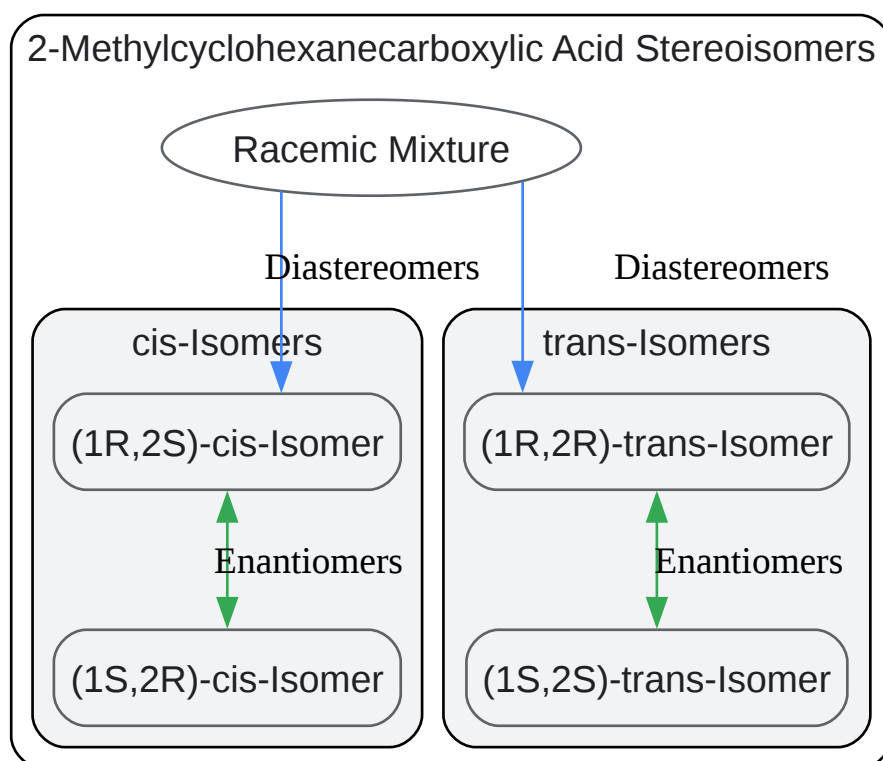 2-Methylcyclohexanecarboxylic Acid Stereoisomers
Racemic Mixture
Diastereomers
Diastereomers
cis-Isomers
trans-Isomers
(1R,2S)-cis-Isomer
(1R,2R)-trans-Isomer
Enantiomers
Enantiomers
(1S,2R)-cis-Isomer
(1S,2S)-trans-Isomer